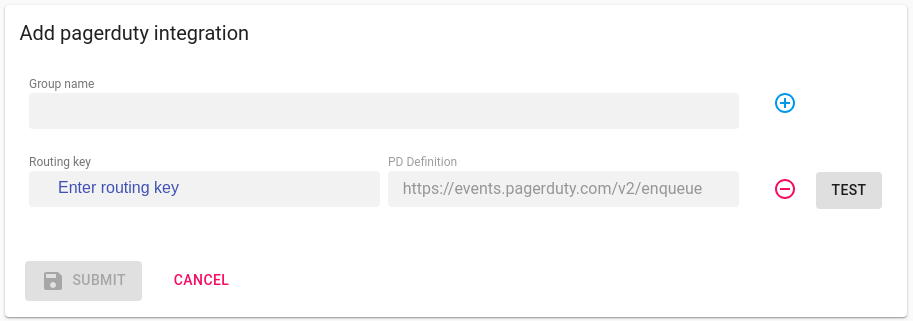 Add pagerduty integration
Group name
Routing key PD Definition
Enter routing key https://events.pagerduty.com/v2/enqueue TEST
SUBMIT CANCEL